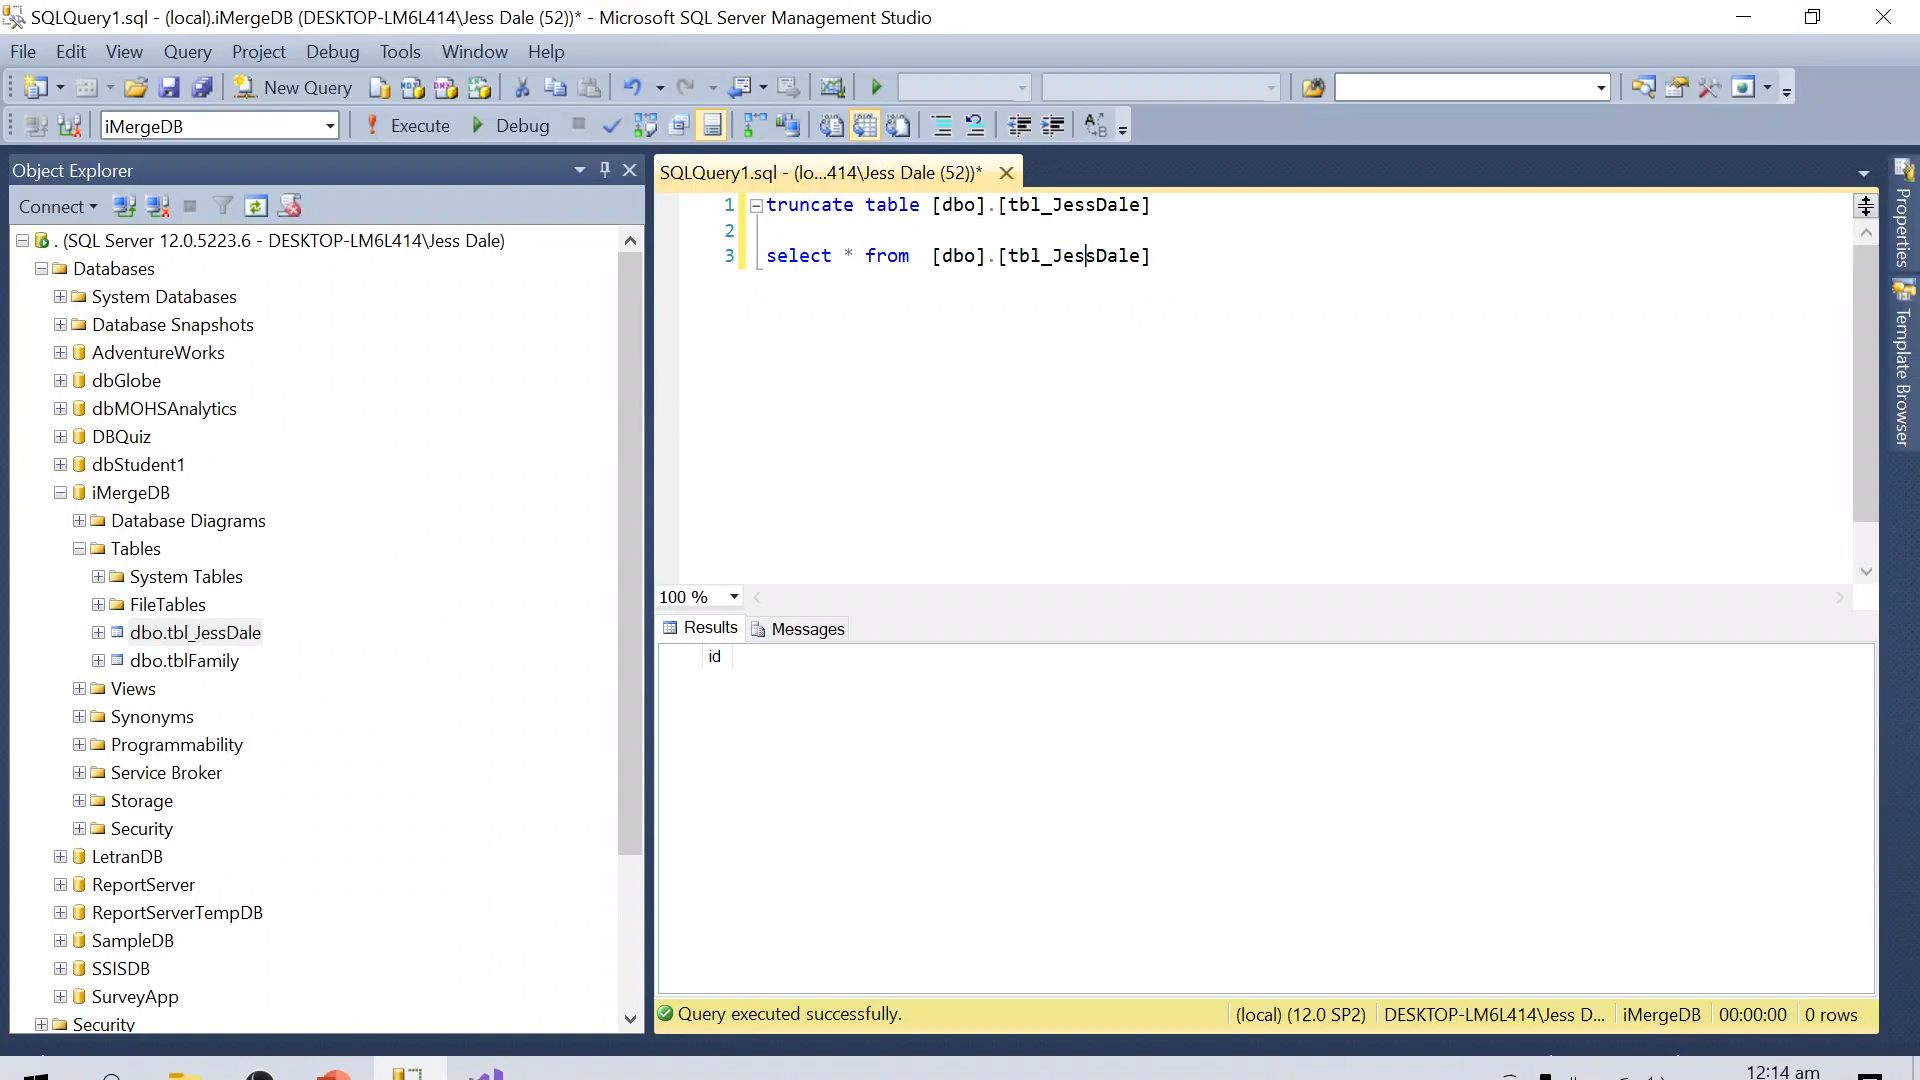 SQLQuery1.sql - (local).iMergeDB (DESKTOP-LM6L414\Jess Dale (52))* - Microsoft SQL Server Management Studio
File Edit View Query Project Debug Tools Window Help
New Query
iMergeDB Execute Debug
Object Explorer
Connect
. (SQL Server 12.0.5223.6 - DESKTOP-LM6L414\Jess Dale)
Databases
System Databases
Database Snapshots
AdventureWorks
dbGlobe
dbMOHSAnalytics
DBQuiz
dbStudent1
iMergeDB
Database Diagrams
Tables
System Tables
FileTables
dbo.tbl_JessDale
dbo.tblFamily
Views
Synonyms
Programmability
Service Broker
Storage
Security
LetranDB
ReportServer
ReportServerTempDB
SampleDB
SSISDB
SurveyApp
Security
SQLQuery1.sql - (lo...414\Jess Dale (52))*
1 truncate table [dbo].[tbl_JessDale]
2
3 select * from  [dbo].[tbl_JessDale]
100 %
Results Messages
id
Query executed successfully. (local) (12.0 SP2) DESKTOP-LM6L414\Jess D... iMergeDB 00:00:00 0 rows
Properties
Template Browser
12:14 am